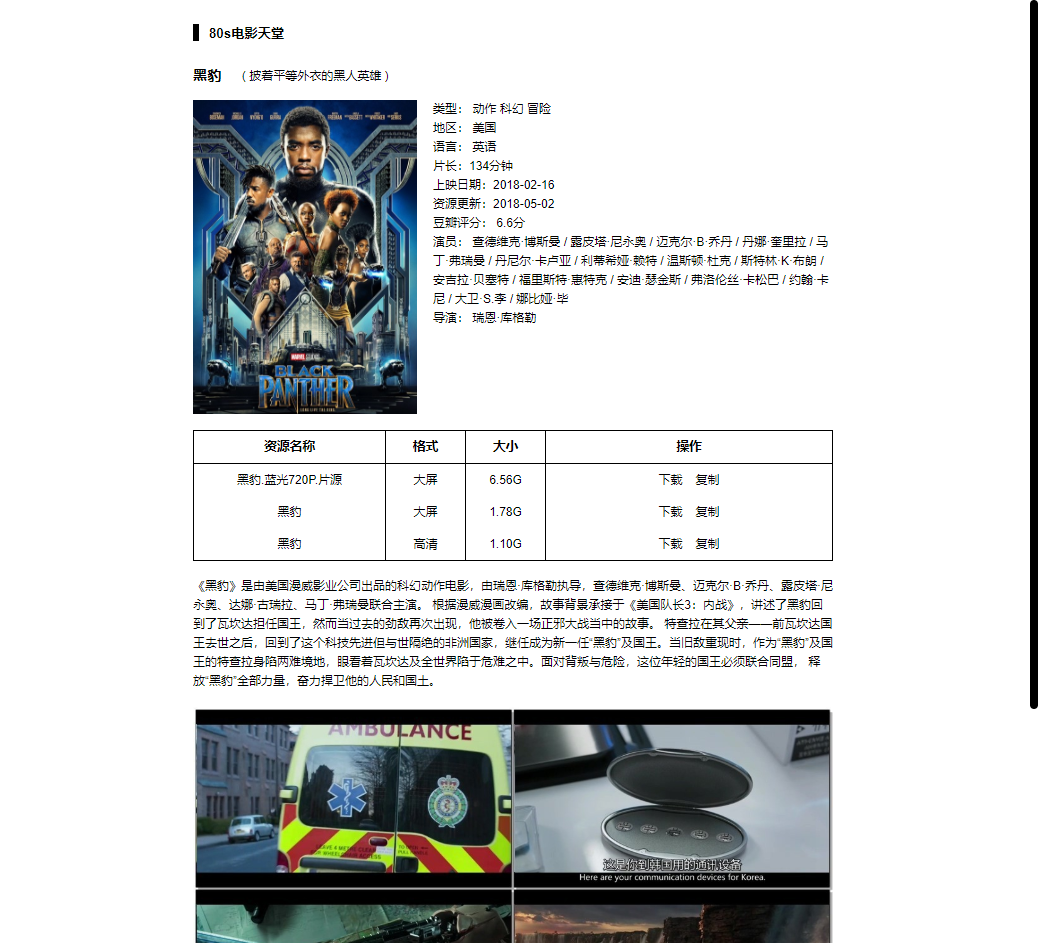 80s电影天堂
黑豹 （披着平等外衣的黑人英雄）
类型： 动作 科幻 冒险
地区： 美国
语言： 英语
片长：134分钟
上映日期：2018-02-16
资源更新：2018-05-02
豆瓣评分： 6.6分
演员： 查德维克·博斯曼 / 露皮塔·尼永奥 / 迈克尔·B·乔丹 / 丹娜·奎里拉 / 马
丁·弗瑞曼 / 丹尼尔·卡卢亚 / 利蒂希娅·赖特 / 温斯顿·杜克 / 斯特林·K·布朗 /
安吉拉·贝塞特 / 福里斯特·惠特克 / 安迪·瑟金斯 / 弗洛伦丝·卡松巴 / 约翰·卡
尼 / 大卫·S.李 / 娜比娅·毕
导演： 瑞恩·库格勒
MARVEL STUDIOS
BLACK
PANTHER
资源名称 格式 大小 操作
黑豹.蓝光720P.片源 大屏 6.56G 下载 复制
黑豹 大屏 1.78G 下载 复制
黑豹 高清 1.10G 下载 复制
《黑豹》是由美国漫威影业公司出品的科幻动作电影，由瑞恩·库格勒执导，查德维克·博斯曼、迈克尔·B·乔丹、露皮塔·尼
永奥、达娜·古瑞拉、马丁·弗瑞曼联合主演。 根据漫威漫画改编，故事背景承接于《美国队长3：内战》，讲述了黑豹回
到了瓦坎达担任国王，然而当过去的劲敌再次出现，他被卷入一场正邪大战当中的故事。 特查拉在其父亲——前瓦坎达国
王去世之后，回到了这个科技先进但与世隔绝的非洲国家，继任成为新一任“黑豹”及国王。当旧敌重现时，作为“黑豹”及国
王的特查拉身陷两难境地，眼看着瓦坎达及全世界陷于危难之中。面对背叛与危险，这位年轻的国王必须联合同盟， 释
放“黑豹”全部力量，奋力捍卫他的人民和国土。
AMBULANCE
这是你到韩国用的通讯设备
Here are your communication devices for Korea.